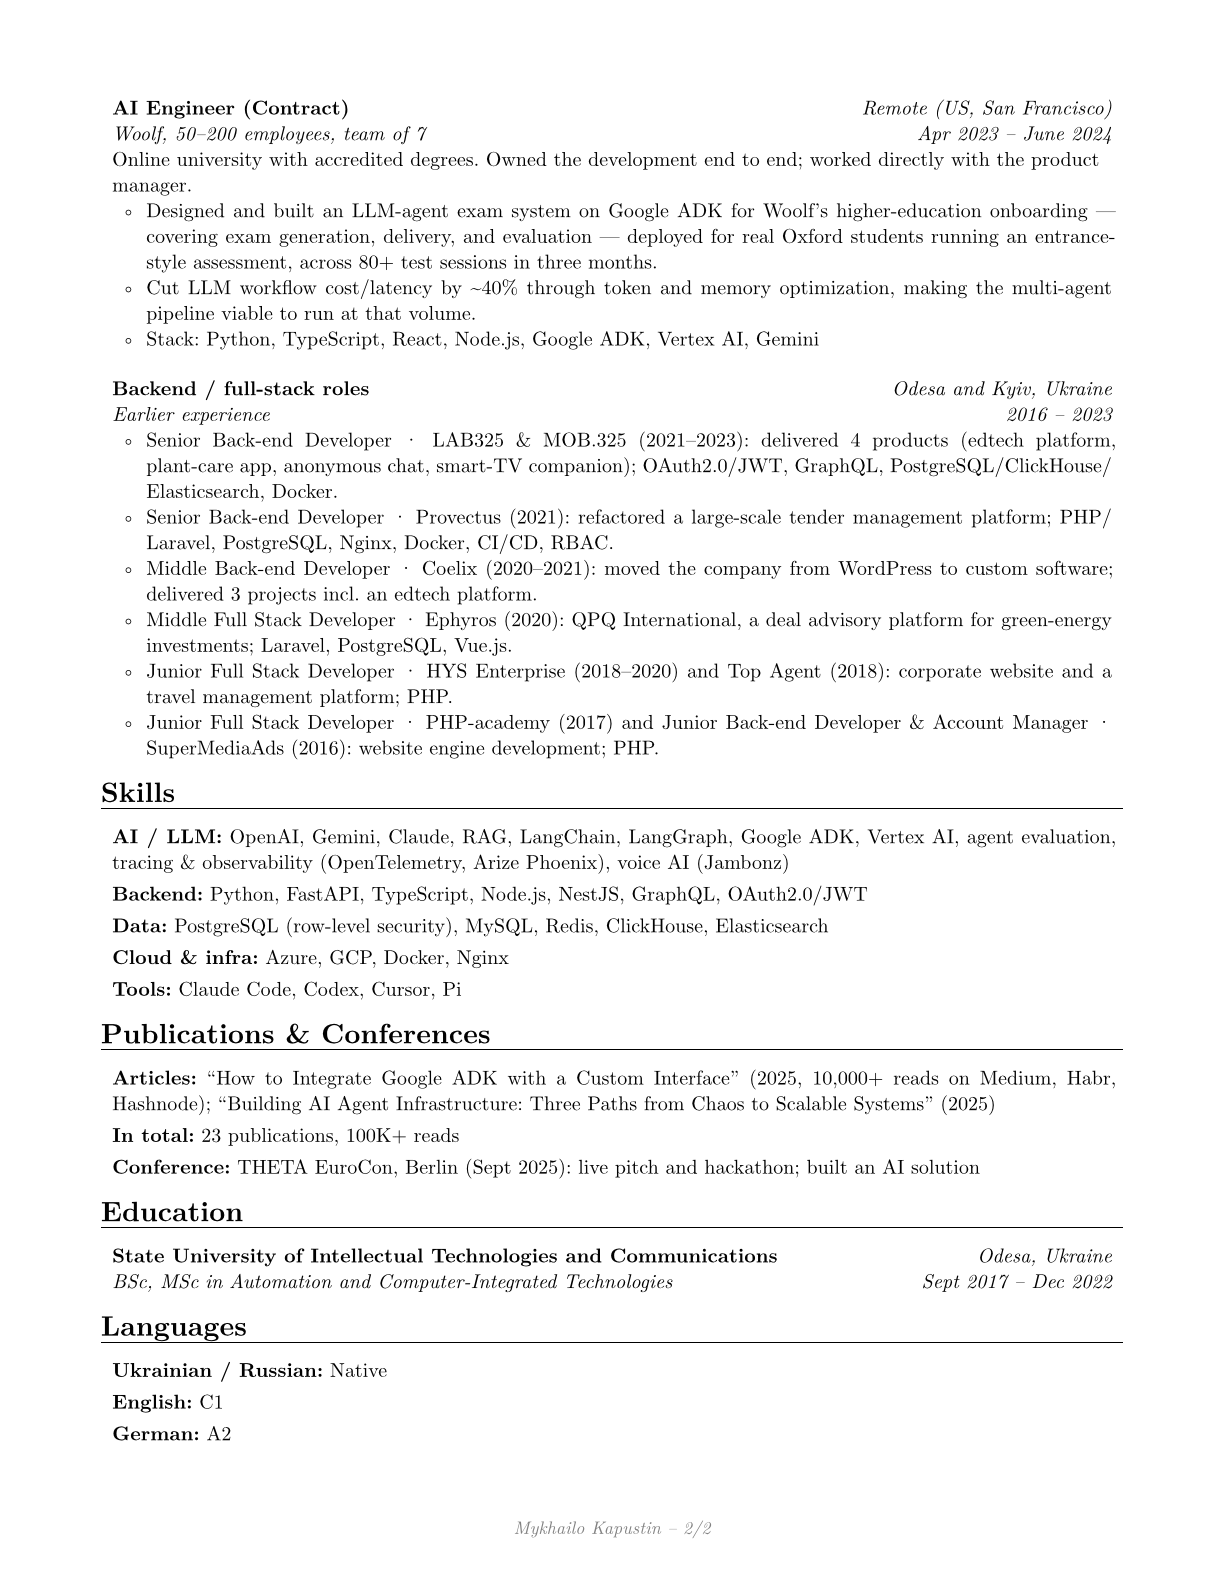 AI Engineer (Contract) Remote (US, San Francisco)
Woolf, 50–200 employees, team of 7 Apr 2023 – June 2024
Online university with accredited degrees. Owned the development end to end; worked directly with the product
manager.
◦ Designed and built an LLM-agent exam system on Google ADK for Woolf's higher-education onboarding —
covering exam generation, delivery, and evaluation — deployed for real Oxford students running an entrance-
style assessment, across 80+ test sessions in three months.
◦ Cut LLM workflow cost/latency by ~40% through token and memory optimization, making the multi-agent
pipeline viable to run at that volume.
◦ Stack: Python, TypeScript, React, Node.js, Google ADK, Vertex AI, Gemini
Backend / full-stack roles Odesa and Kyiv, Ukraine
Earlier experience 2016 – 2023
◦ Senior Back-end Developer · LAB325 & MOB.325 (2021–2023): delivered 4 products (edtech platform,
plant-care app, anonymous chat, smart-TV companion); OAuth2.0/JWT, GraphQL, PostgreSQL/ClickHouse/
Elasticsearch, Docker.
◦ Senior Back-end Developer · Provectus (2021): refactored a large-scale tender management platform; PHP/
Laravel, PostgreSQL, Nginx, Docker, CI/CD, RBAC.
◦ Middle Back-end Developer · Coelix (2020–2021): moved the company from WordPress to custom software;
delivered 3 projects incl. an edtech platform.
◦ Middle Full Stack Developer · Ephyros (2020): QPQ International, a deal advisory platform for green-energy
investments; Laravel, PostgreSQL, Vue.js.
◦ Junior Full Stack Developer · HYS Enterprise (2018–2020) and Top Agent (2018): corporate website and a
travel management platform; PHP.
◦ Junior Full Stack Developer · PHP-academy (2017) and Junior Back-end Developer & Account Manager ·
SuperMediaAds (2016): website engine development; PHP.
Skills
AI / LLM: OpenAI, Gemini, Claude, RAG, LangChain, LangGraph, Google ADK, Vertex AI, agent evaluation,
tracing & observability (OpenTelemetry, Arize Phoenix), voice AI (Jambonz)
Backend: Python, FastAPI, TypeScript, Node.js, NestJS, GraphQL, OAuth2.0/JWT
Data: PostgreSQL (row-level security), MySQL, Redis, ClickHouse, Elasticsearch
Cloud & infra: Azure, GCP, Docker, Nginx
Tools: Claude Code, Codex, Cursor, Pi
Publications & Conferences
Articles: “How to Integrate Google ADK with a Custom Interface” (2025, 10,000+ reads on Medium, Habr,
Hashnode); “Building AI Agent Infrastructure: Three Paths from Chaos to Scalable Systems” (2025)
In total: 23 publications, 100K+ reads
Conference: THETA EuroCon, Berlin (Sept 2025): live pitch and hackathon; built an AI solution
Education
State University of Intellectual Technologies and Communications Odesa, Ukraine
BSc, MSc in Automation and Computer-Integrated Technologies Sept 2017 – Dec 2022
Languages
Ukrainian / Russian: Native
English: C1
German: A2
Mykhailo Kapustin – 2/2